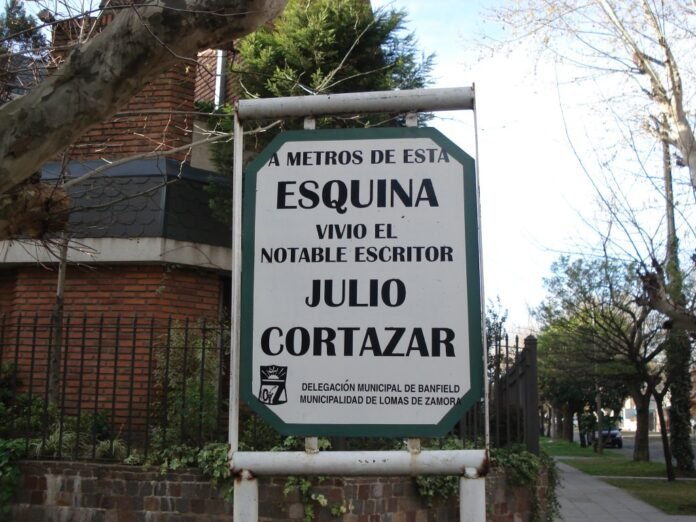 A METROS DE ESTA
ESQUINA
VIVIO EL
NOTABLE ESCRITOR
JULIO
CORTAZAR
DELEGACIÓN MUNICIPAL DE BANFIELD
MUNICIPALIDAD DE LOMAS DE ZAMORA